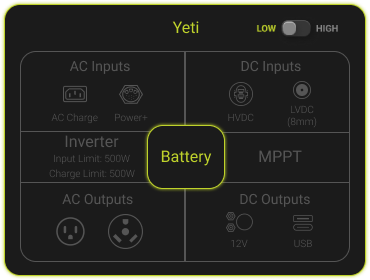 Yeti
LOW HIGH
AC Inputs
AC Charge Power+
DC Inputs
HVDC LVDC
(8mm)
Inverter
Input Limit: 500W
Charge Limit: 500W
Battery
MPPT
AC Outputs
DC Outputs
12V USB